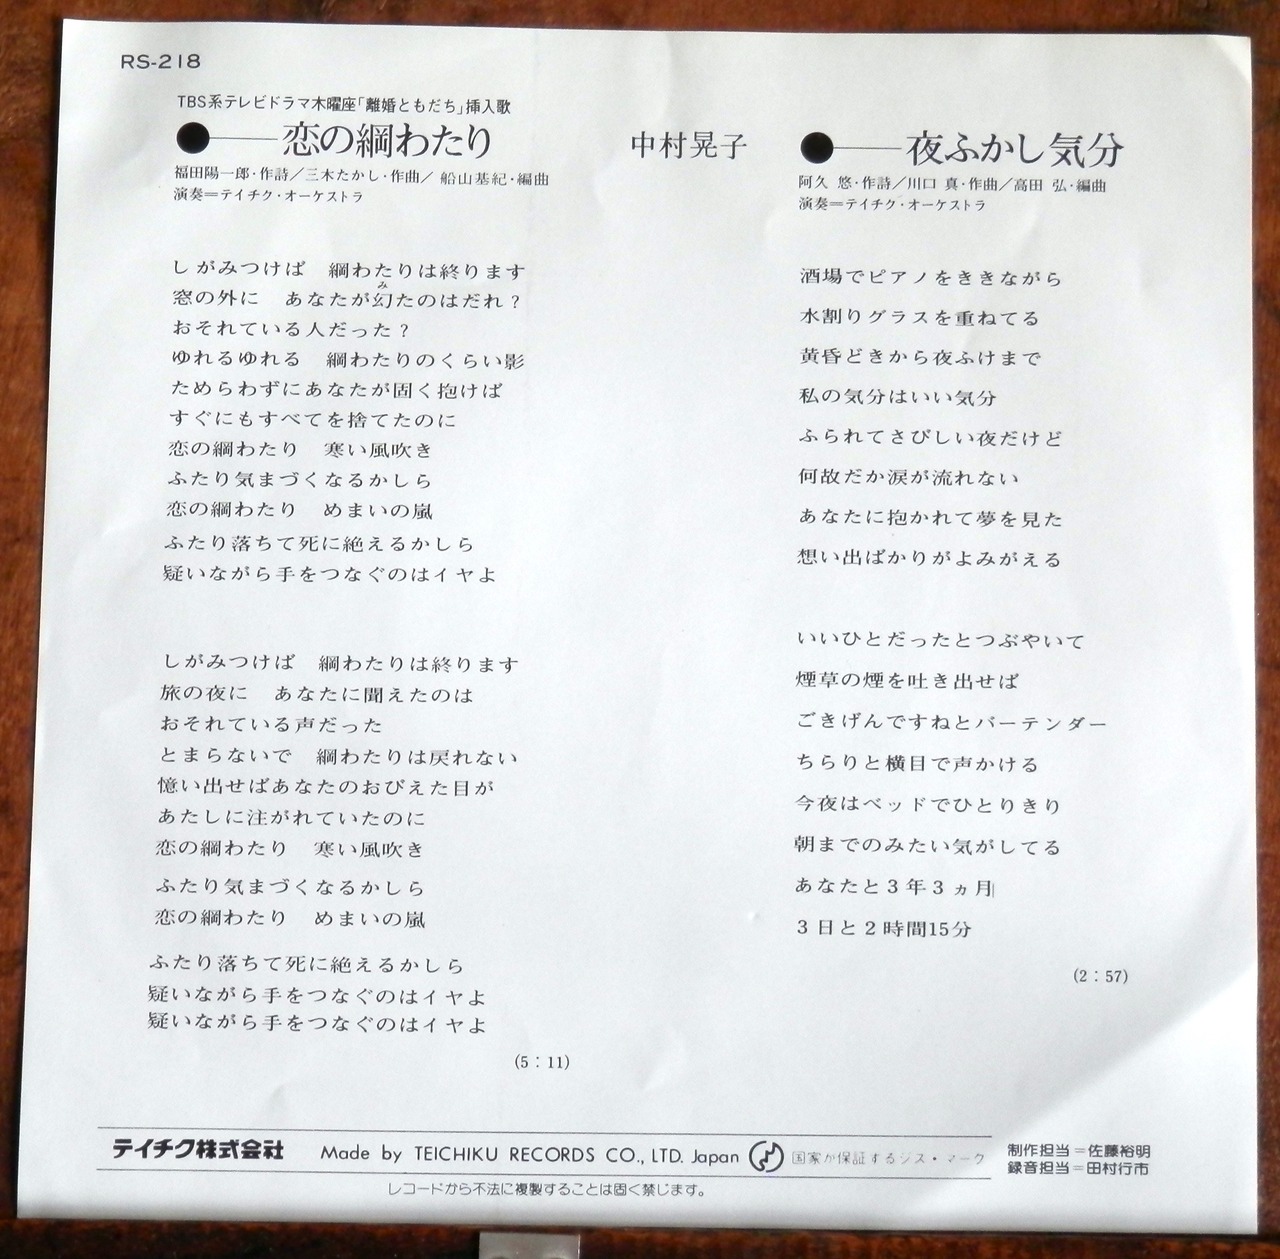 RS-218
TBS系テレビドラマ木曜座「離婚ともだち」挿入歌
●——恋の綱わたり
福田陽一郎・作詩／三木たかし・作曲／船山基紀・編曲
演奏＝テイチク・オーケストラ
中村晃子
しがみつけば　綱わたりは終ります
窓の外に　あなたが幻たのはだれ？
み
おそれている人だった？
ゆれるゆれる　綱わたりのくらい影
ためらわずにあなたが固く抱けば
すぐにもすべてを捨てたのに
恋の綱わたり　寒い風吹き
ふたり気まづくなるかしら
恋の綱わたり　めまいの嵐
ふたり落ちて死に絶えるかしら
疑いながら手をつなぐのはイヤよ
しがみつけば　綱わたりは終ります
旅の夜に　あなたに聞えたのは
おそれている声だった
とまらないで　綱わたりは戻れない
憶い出せばあなたのおびえた目が
あたしに注がれていたのに
恋の綱わたり　寒い風吹き
ふたり気まづくなるかしら
恋の綱わたり　めまいの嵐
ふたり落ちて死に絶えるかしら
疑いながら手をつなぐのはイヤよ
疑いながら手をつなぐのはイヤよ
(5：11)
●——夜ふかし気分
阿久 悠・作詩／川口 真・作曲／高田 弘・編曲
演奏＝テイチク・オーケストラ
酒場でピアノをききながら
水割りグラスを重ねてる
黄昏どきから夜ふけまで
私の気分はいい気分
ふられてさびしい夜だけど
何故だか涙が流れない
あなたに抱かれて夢を見た
想い出ばかりがよみがえる
いいひとだったとつぶやいて
煙草の煙を吐き出せば
ごきげんですねとバーテンダー
ちらりと横目で声かける
今夜はベッドでひとりきり
朝までのみたい気がしてる
あなたと３年３ヵ月
３日と２時間15分
(2：57)
テイチク株式会社 Made by TEICHIKU RECORDS CO., LTD. Japan 国家が保証するジス・マーク
制作担当＝佐藤裕明
録音担当＝田村行市
レコードから不法に複製することは固く禁じます。